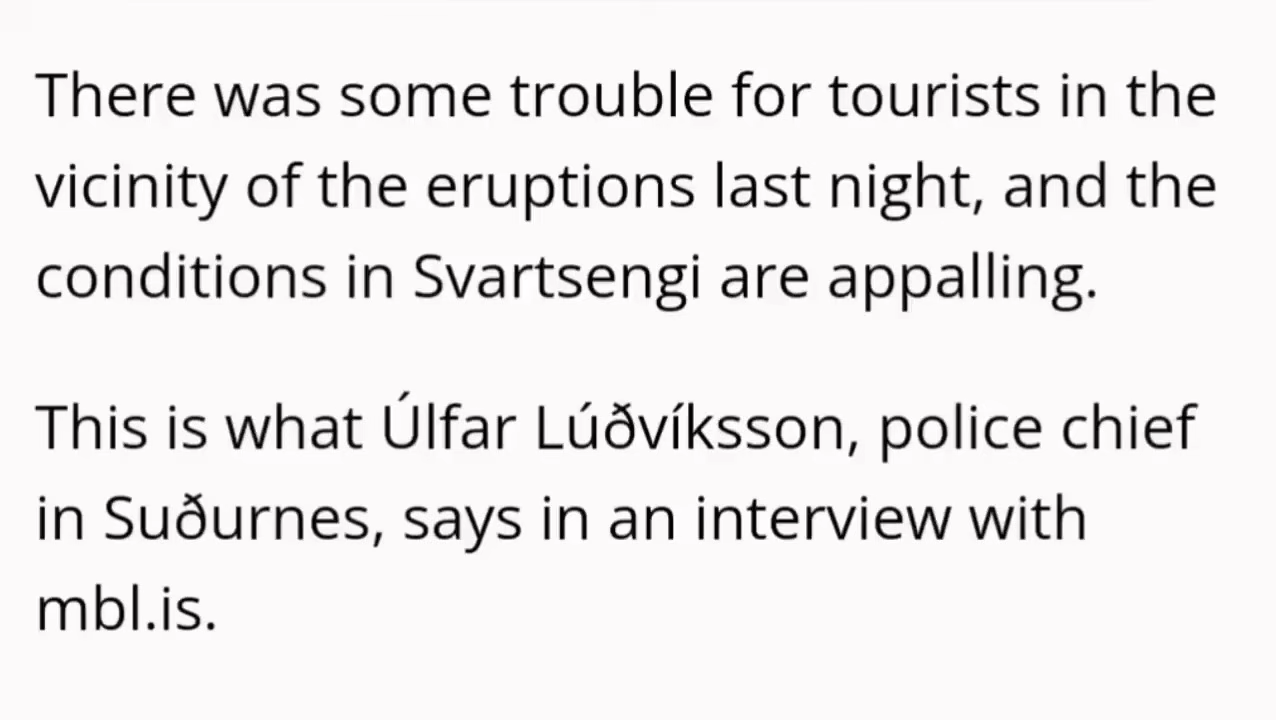 There was some trouble for tourists in the
vicinity of the eruptions last night, and the
conditions in Svartsengi are appalling.
This is what Úlfar Lúðvíksson, police chief
in Suðurnes, says in an interview with
mbl.is.